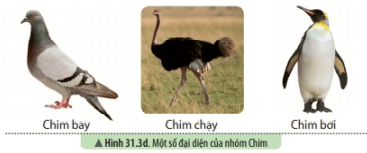 Chim bay
Chim chạy
Chim bơi
▲ Hình 31.3d. Một số đại diện của nhóm Chim